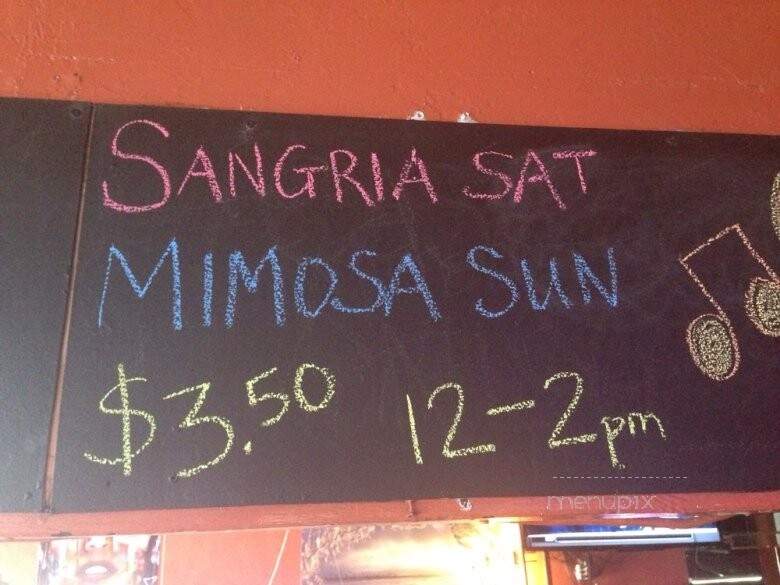 SANGRIA SAT
MIMOSA SUN
$3.50 12-2pm
menupix